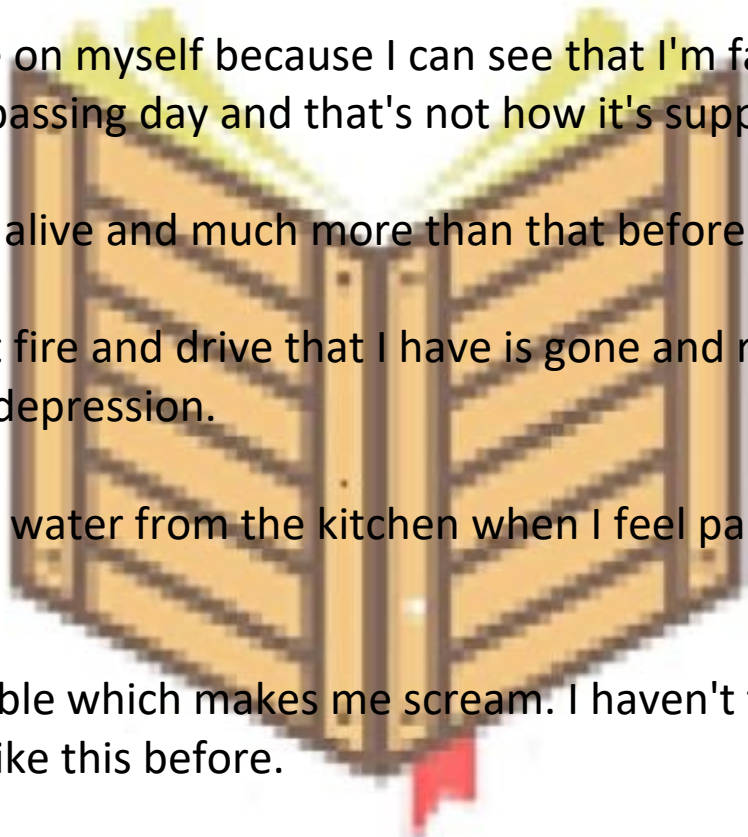 on myself because I can see that I'm fa
passing day and that's not how it's supp
alive and much more than that before
fire and drive that I have is gone and
depression.
water from the kitchen when I feel pa
ble which makes me scream. I haven't
ike this before.